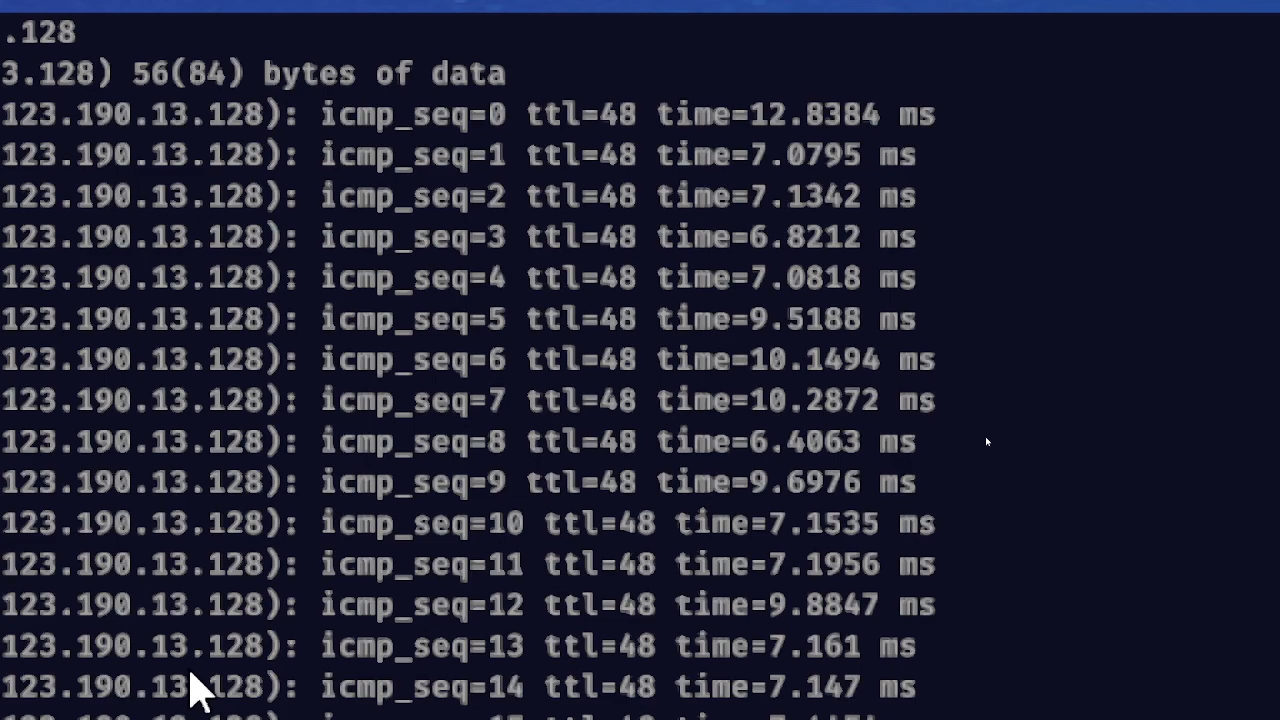 .128
3.128) 56(84) bytes of data
123.190.13.128): icmp_seq=0 ttl=48 time=12.8384 ms
123.190.13.128): icmp_seq=1 ttl=48 time=7.0795 ms
123.190.13.128): icmp_seq=2 ttl=48 time=7.1342 ms
123.190.13.128): icmp_seq=3 ttl=48 time=6.8212 ms
123.190.13.128): icmp_seq=4 ttl=48 time=7.0818 ms
123.190.13.128): icmp_seq=5 ttl=48 time=9.5188 ms
123.190.13.128): icmp_seq=6 ttl=48 time=10.1494 ms
123.190.13.128): icmp_seq=7 ttl=48 time=10.2872 ms
123.190.13.128): icmp_seq=8 ttl=48 time=6.4063 ms
123.190.13.128): icmp_seq=9 ttl=48 time=9.6976 ms
123.190.13.128): icmp_seq=10 ttl=48 time=7.1535 ms
123.190.13.128): icmp_seq=11 ttl=48 time=7.1956 ms
123.190.13.128): icmp_seq=12 ttl=48 time=9.8847 ms
123.190.13.128): icmp_seq=13 ttl=48 time=7.161 ms
123.190.13.128): icmp_seq=14 ttl=48 time=7.147 ms